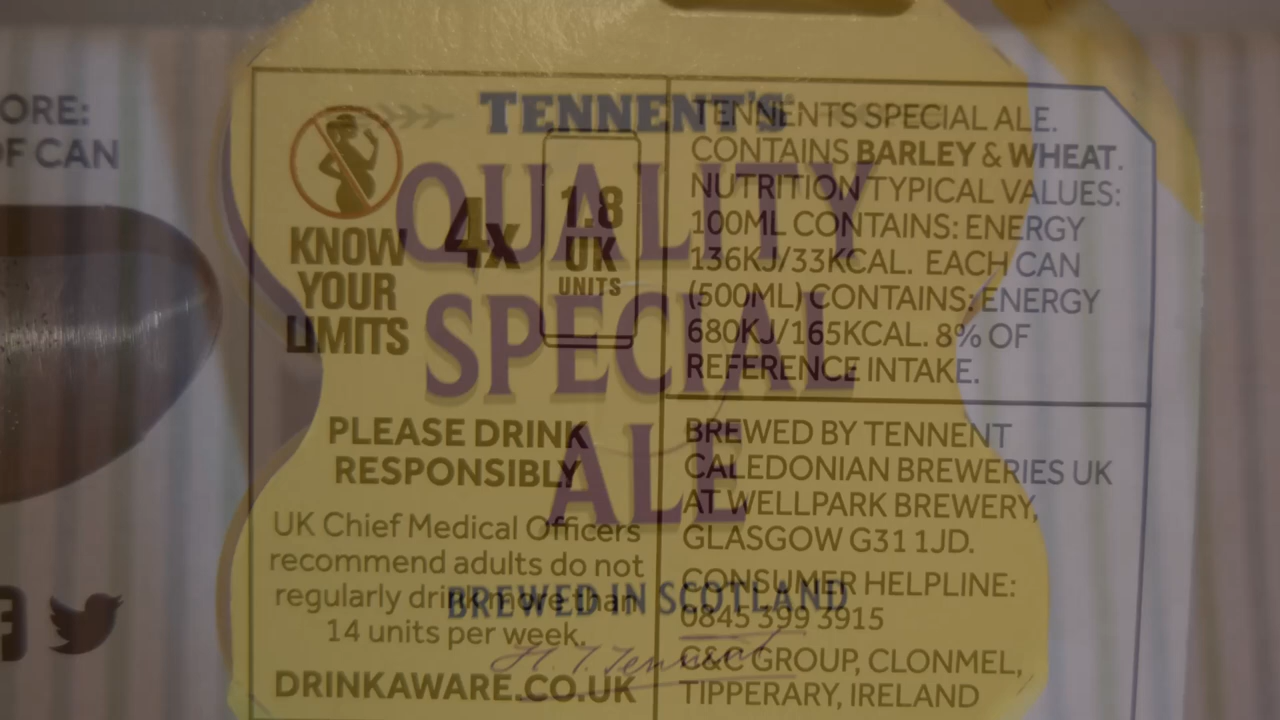 ORE:
OF CAN
KNOW
YOUR
LIMITS
4x
1.8
UK
UNITS
PLEASE DRINK
RESPONSIBLY
UK Chief Medical Officers
recommend adults do not
regularly drink more than
14 units per week.
DRINKAWARE.CO.UK
TENNENT'S SPECIAL ALE.
CONTAINS BARLEY & WHEAT.
NUTRITION TYPICAL VALUES:
100ML CONTAINS: ENERGY
136KJ/33KCAL. EACH CAN
(500ML) CONTAINS: ENERGY
680KJ/165KCAL. 8% OF
REFERENCE INTAKE.
BREWED BY TENNENT
CALEDONIAN BREWERIES UK
AT WELLPARK BREWERY,
GLASGOW G31 1JD.
CONSUMER HELPLINE:
0845 399 3915
C&C GROUP, CLONMEL,
TIPPERARY, IRELAND
TENNENT'S
QUALITY
SPECIAL
ALE
BREWED IN SCOTLAND
H. T. Tennent